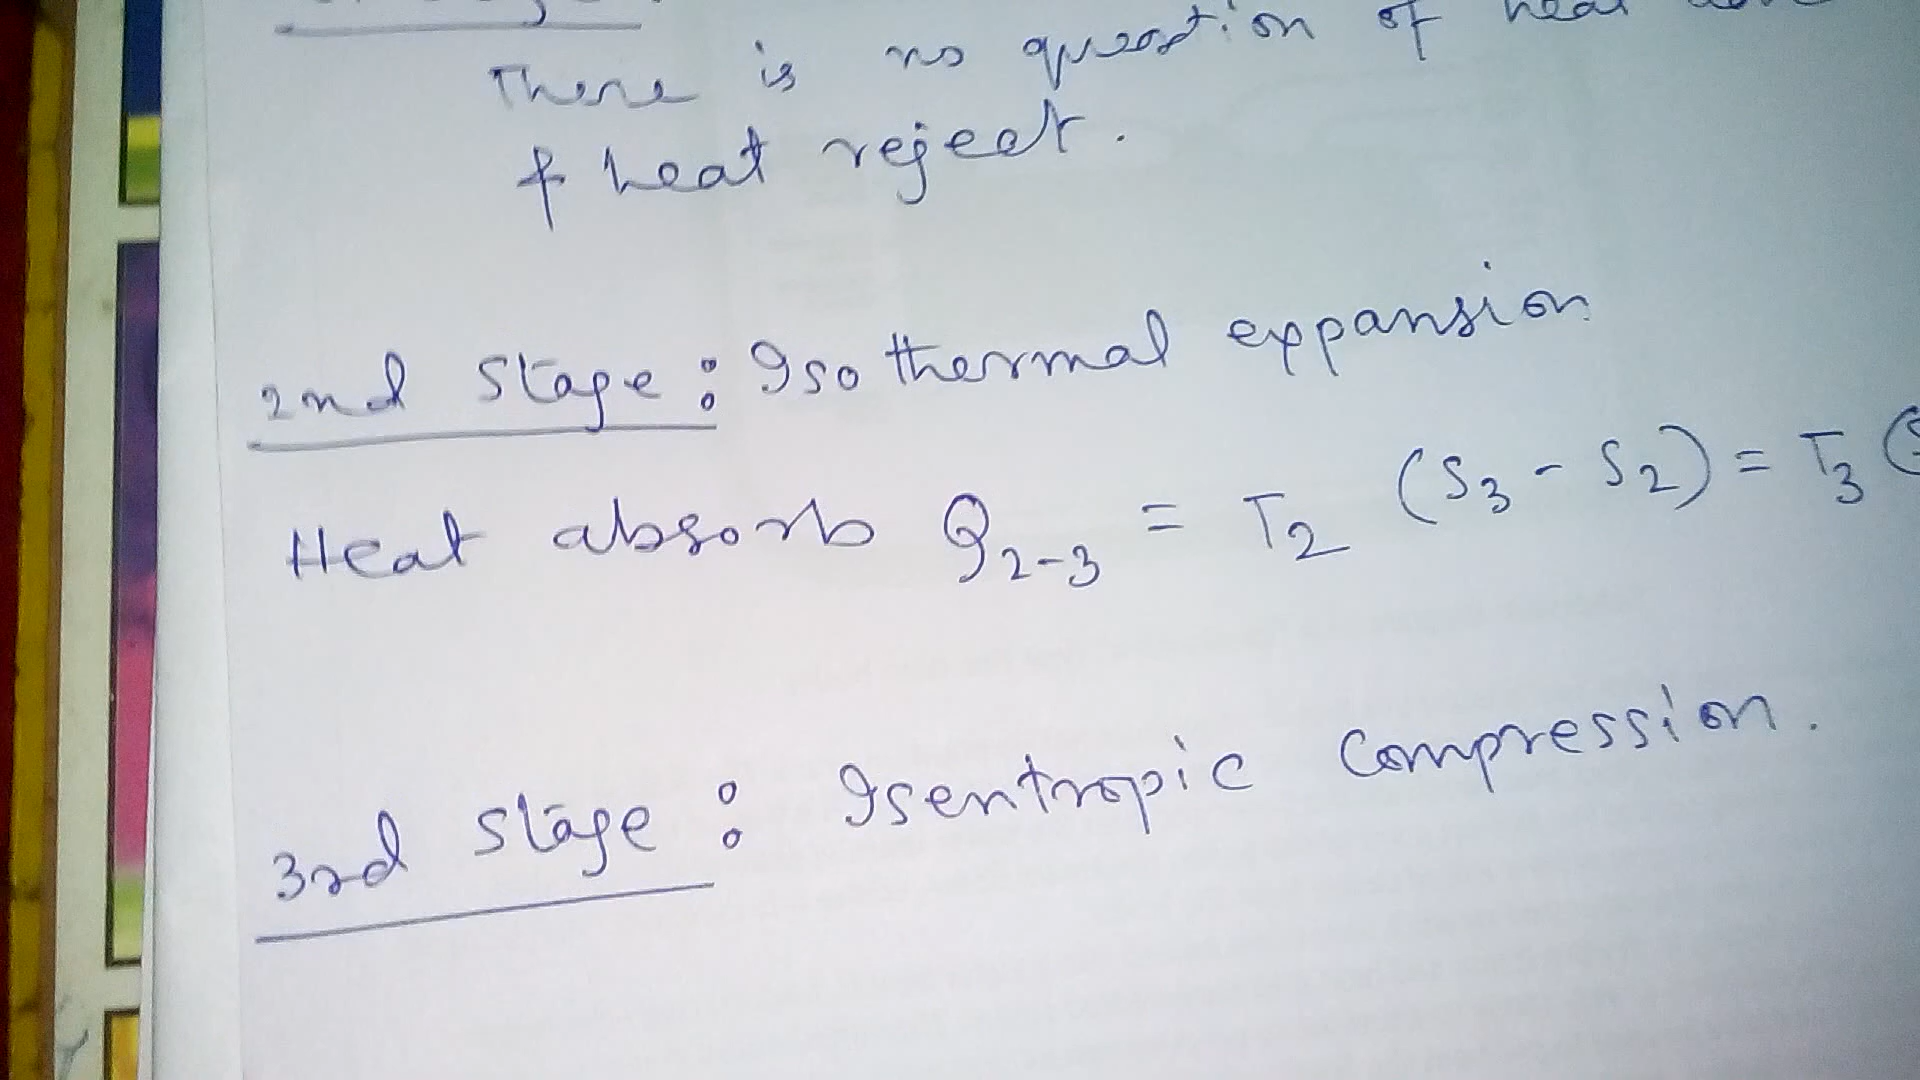 There is no question of heat
& heat reject.
2nd stage : Isothermal expansion
Heat absorb Q₂₋₃ = T₂ (S₃ - S₂) = T₃ (
3rd stage : Isentropic compression.